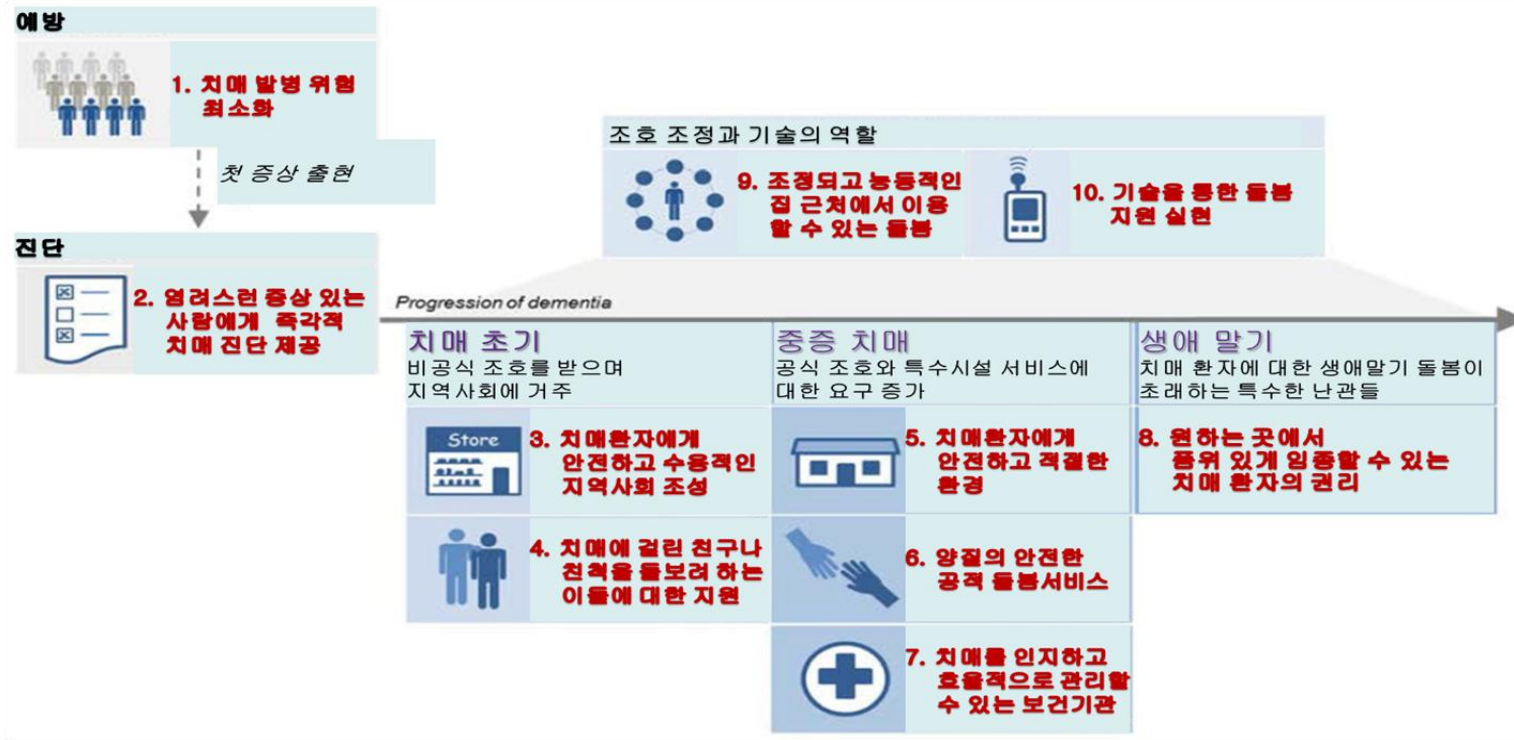 예방
1. 치매 발병 위험
최소화
첫 증상 출현
진단
2. 염려스런 증상 있는
사람에게 즉각적
치매 진단 제공
조호 조정과 기술의 역할
9. 조정되고 능동적인
집 근처에서 이용
할 수 있는 돌봄
10. 기술을 통한 돌봄
지원 실현
Progression of dementia
치매 초기
비공식 조호를 받으며
지역사회에 거주
Store
3. 치매환자에게
안전하고 수용적인
지역사회 조성
4. 치매에 걸린 친구나
친척을 돌보려 하는
이들에 대한 지원
중증 치매
공식 조호와 특수시설 서비스에
대한 요구 증가
5. 치매환자에게
안전하고 적절한
환경
6. 양질의 안전한
공적 돌봄서비스
7. 치매를 인지하고
효율적으로 관리할
수 있는 보건기관
생애 말기
치매 환자에 대한 생애말기 돌봄이
초래하는 특수한 난관들
8. 원하는 곳에서
품위 있게 임종할 수 있는
치매 환자의 권리